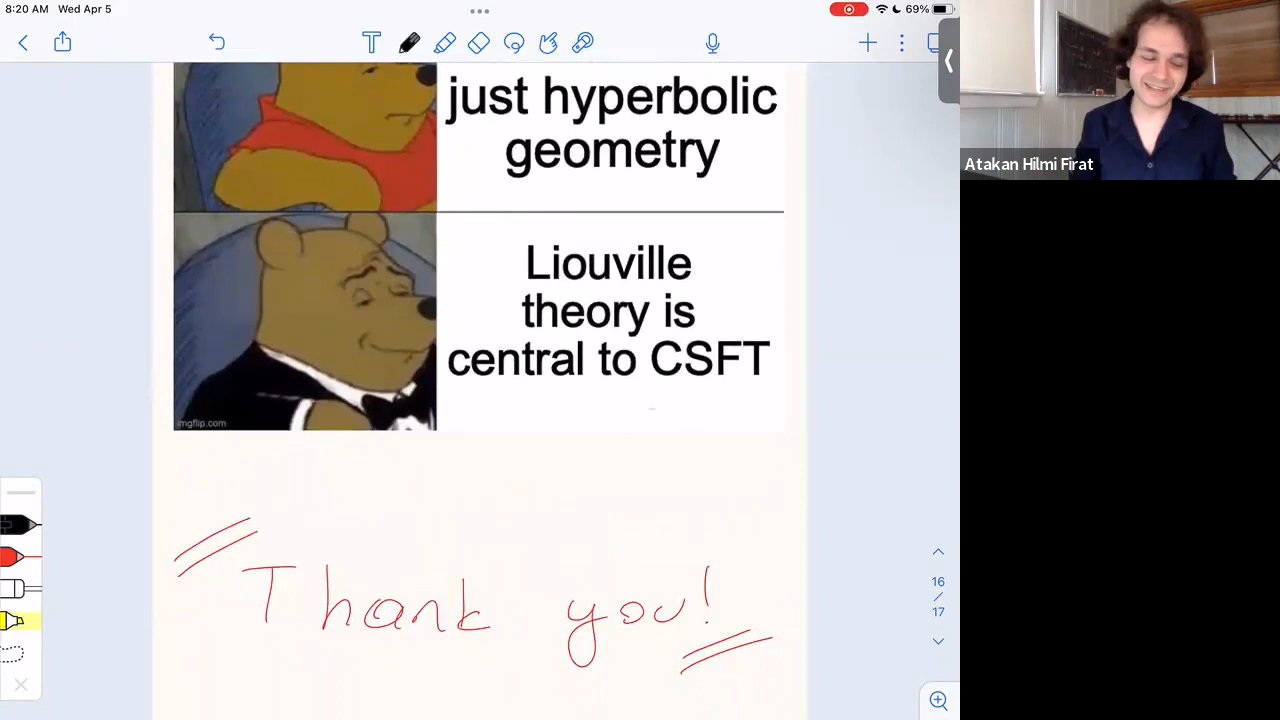 8:20 AM Wed Apr 5
69%
just hyperbolic
geometry
Atakan Hilmi Firat
Liouville
theory is
central to CSFT
imgflip.com
Thank you!
16
/
17